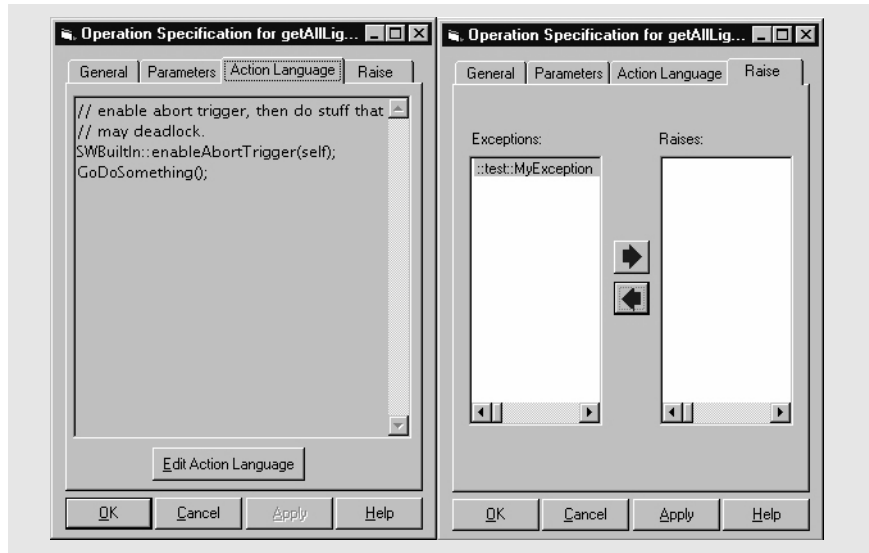 Operation Specification for getAllLig...
General Parameters Action Language Raise
// enable abort trigger, then do stuff that
// may deadlock.
SWBuiltIn::enableAbortTrigger(self);
GoDoSomething();
Edit Action Language
OK Cancel Apply Help
Operation Specification for getAllLig...
General Parameters Action Language Raise
Exceptions: Raises:
::test::MyException
OK Cancel Apply Help